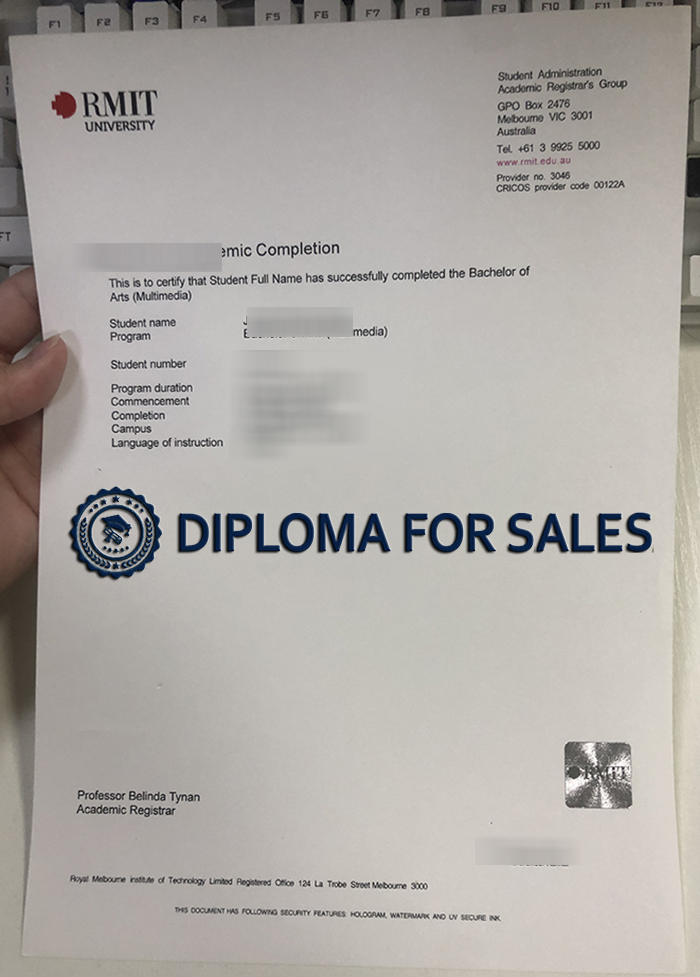 F1 F2 F3 F4 F5 F6 F7 F8 F9 F10 F11 F12
RMIT
UNIVERSITY
Student Administration
Academic Registrar's Group
GPO Box 2476
Melbourne VIC 3001
Australia
Tel. +61 3 9925 5000
www.rmit.edu.au
Provider no. 3046
CRICOS provider code 00122A
emic Completion
This is to certify that Student Full Name has successfully completed the Bachelor of
Arts (Multimedia)
Student name
Program media)
Student number
Program duration
Commencement
Completion
Campus
Language of instruction
DIPLOMA FOR SALES
RMIT
Professor Belinda Tynan
Academic Registrar
Royal Melbourne institute of Technology Limited Registered Office 124 La Trobe Street Melbourne 3000
THIS DOCUMENT HAS FOLLOWING SECURITY FEATURES: HOLOGRAM, WATERMARK AND UV SECURE INK.